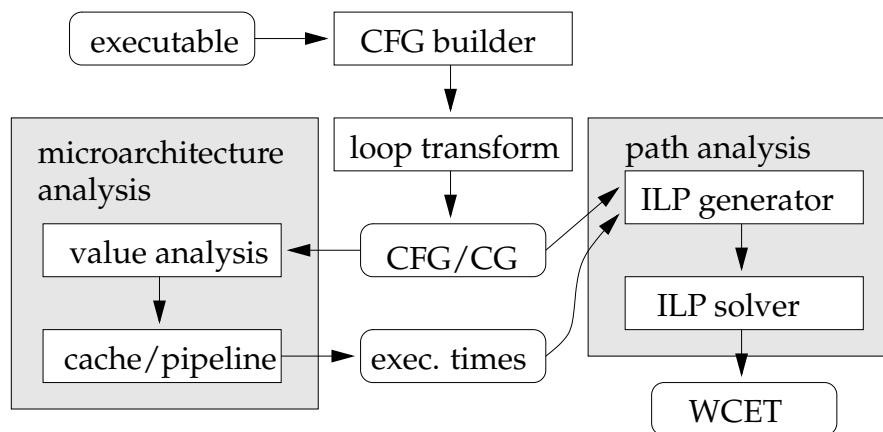 executable
CFG builder
loop transform
microarchitecture
analysis
path analysis
ILP generator
value analysis
CFG/CG
ILP solver
cache/pipeline
exec. times
WCET